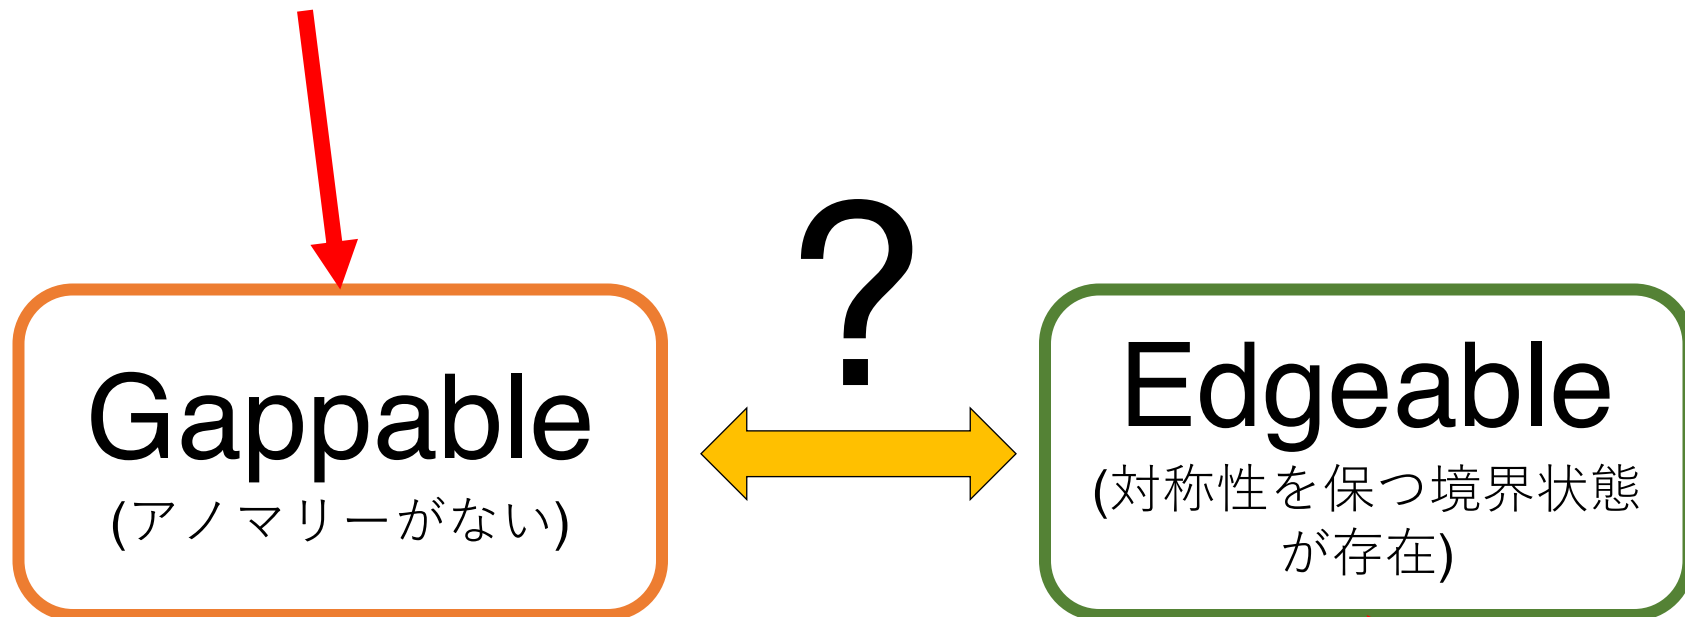 ?
Gappable
(アノマリーがない)
Edgeable
(対称性を保つ境界状態
が存在)